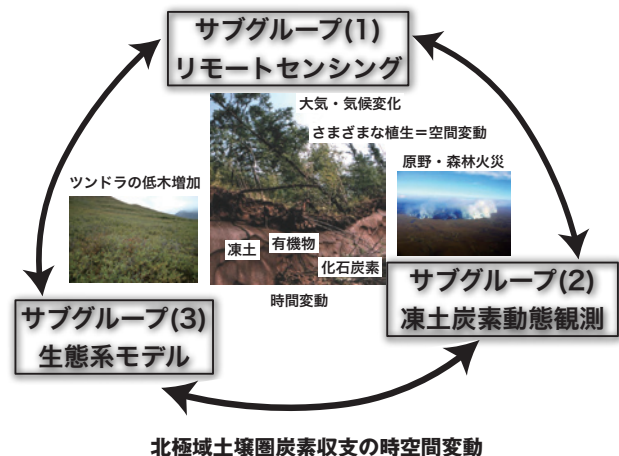 サブグループ(1)
リモートセンシング
大気・気候変化
さまざまな植生＝空間変動
原野・森林火災
ツンドラの低木増加
凍土
有機物
化石炭素
時間変動
サブグループ(2)
凍土炭素動態観測
サブグループ(3)
生態系モデル
北極域土壌圏炭素収支の時空間変動